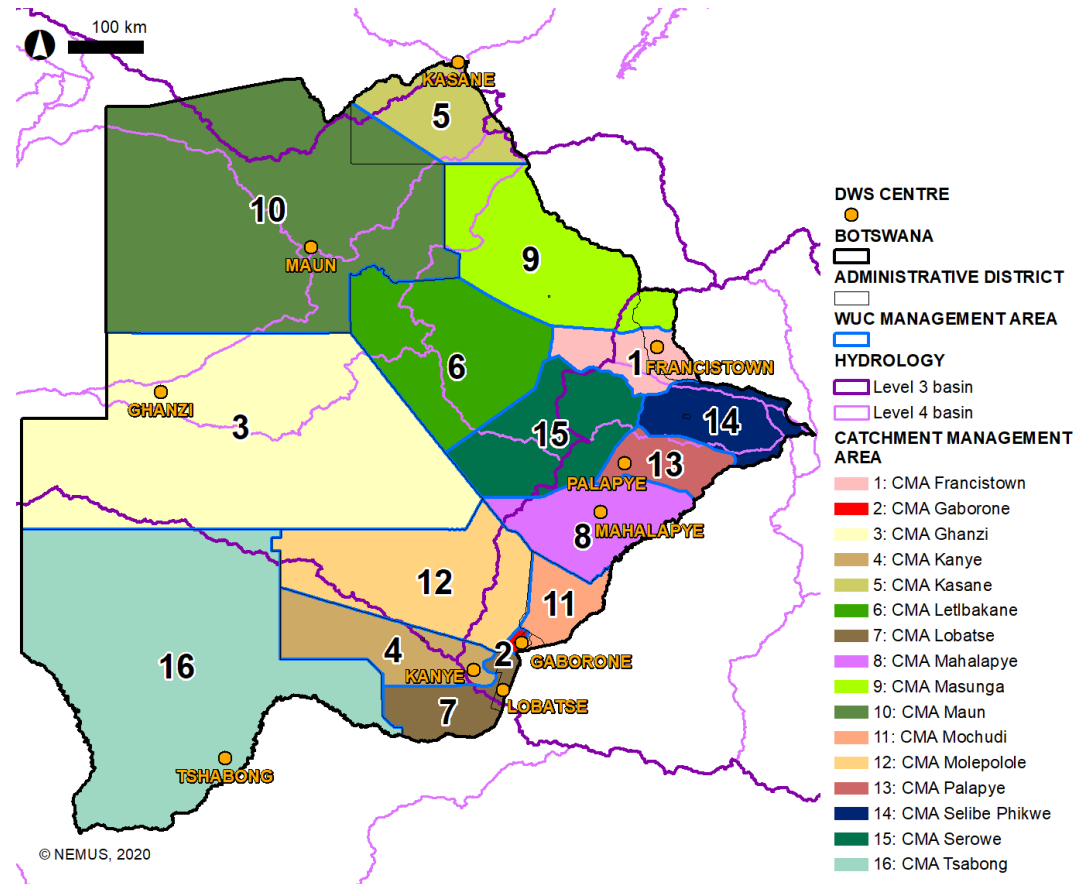 100 km
KASANE
5
10
MAUN
9
6
1
FRANCISTOWN
GHANZI
3
14
15
13
PALAPYE
8
MAHALAPYE
12
11
4
2
GABORONE
KANYE
16
7
LOBATSE
TSHABONG
© NEMUS, 2020
DWS CENTRE
BOTSWANA
ADMINISTRATIVE DISTRICT
WUC MANAGEMENT AREA
HYDROLOGY
Level 3 basin
Level 4 basin
CATCHMENT MANAGEMENT
AREA
1: CMA Francistown
2: CMA Gaborone
3: CMA Ghanzi
4: CMA Kanye
5: CMA Kasane
6: CMA Letlbakane
7: CMA Lobatse
8: CMA Mahalapye
9: CMA Masunga
10: CMA Maun
11: CMA Mochudi
12: CMA Molepolole
13: CMA Palapye
14: CMA Selibe Phikwe
15: CMA Serowe
16: CMA Tsabong